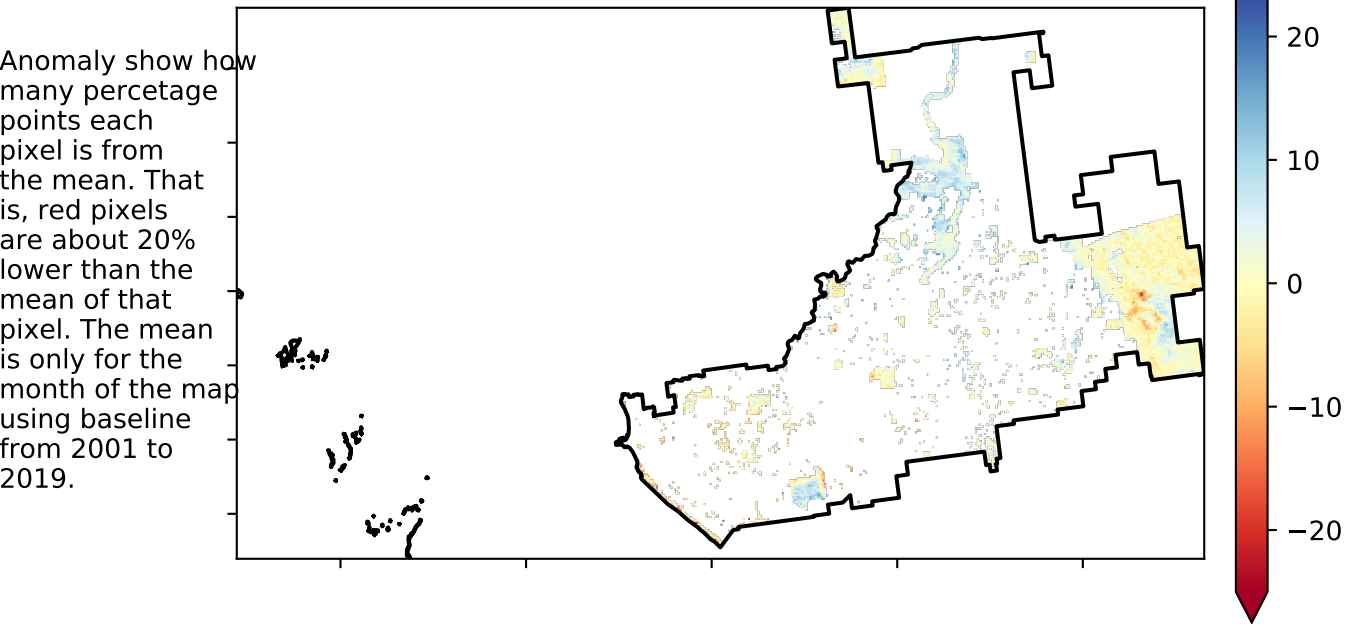 Anomaly show how
many percetage
points each
pixel is from
the mean. That
is, red pixels
are about 20%
lower than the
mean of that
pixel. The mean
is only for the
month of the map
using baseline
from 2001 to
2019.
20
10
0
−10
−20